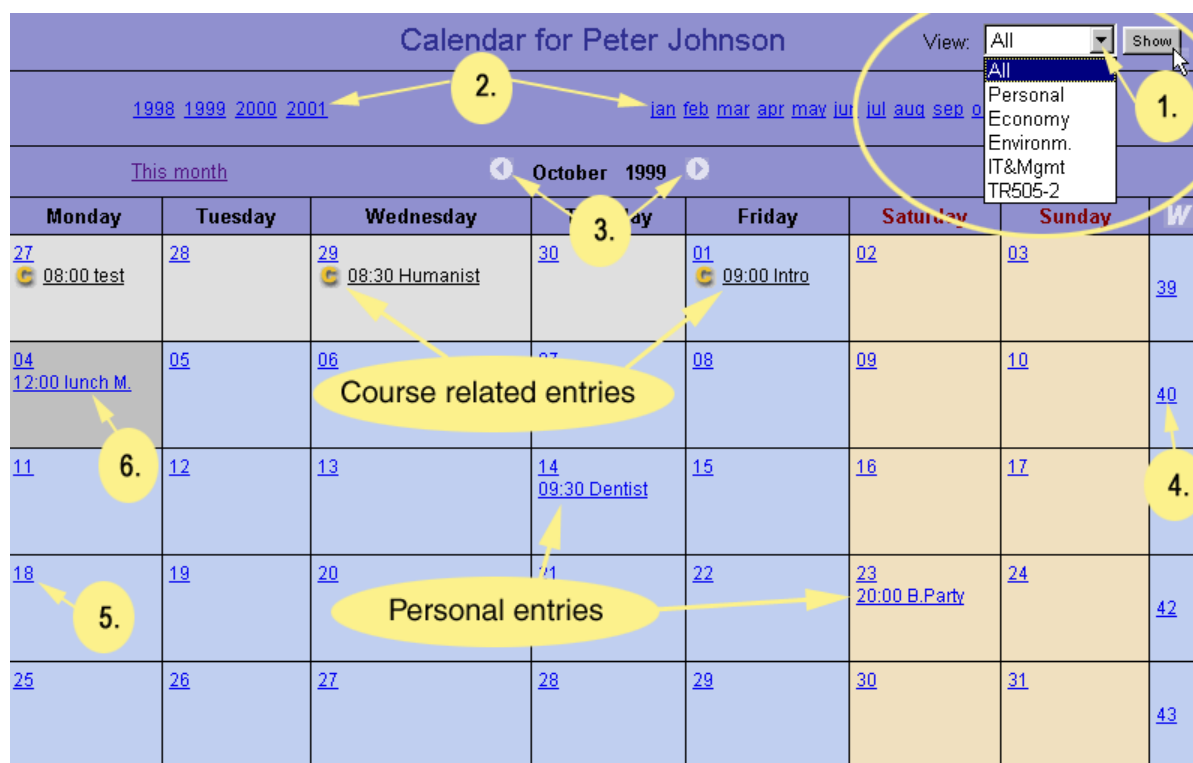 Calendar for Peter Johnson View: All Show
All
Personal
Economy
Environm.
IT&Mgmt
TR505-2
1.
2.
1998 1999 2000 2001 jan feb mar apr may jun jul aug sep
This month October 1999
3.
Monday Tuesday Wednesday Friday Saturday Sunday W
27 28 29 30 01 02 03
08:00 test 08:30 Humanist 09:00 Intro
39
04 05 06 07 08 09 10
12:00 lunch M.
Course related entries
40
6.
11 12 13 14 15 16 17
09:30 Dentist
4.
18 19 20 21 22 23 24
20:00 B.Party
5.
Personal entries
42
25 26 27 28 29 30 31
43